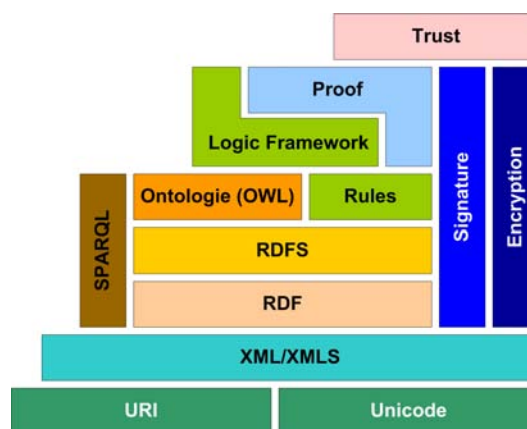 Trust
Proof
Logic Framework
Ontologie (OWL)
Rules
SPARQL
Signature
Encryption
RDFS
RDF
XML/XMLS
URI
Unicode